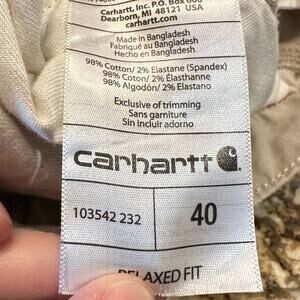 Carhartt, Inc. P.O. Box 600
Dearborn, MI 48121 USA
carhartt.com
Made in Bangladesh
Fabriqué au Bangladesh
Hecho en Bangladesh
98% Cotton/ 2% Elastane (Spandex)
98% Cotton/ 2% Élasthanne
98% Algodón/ 2% Elastano
Exclusive of trimming
Sans garniture
Sin incluir adorno
carhartt
103542 232
40
RELAXED FIT